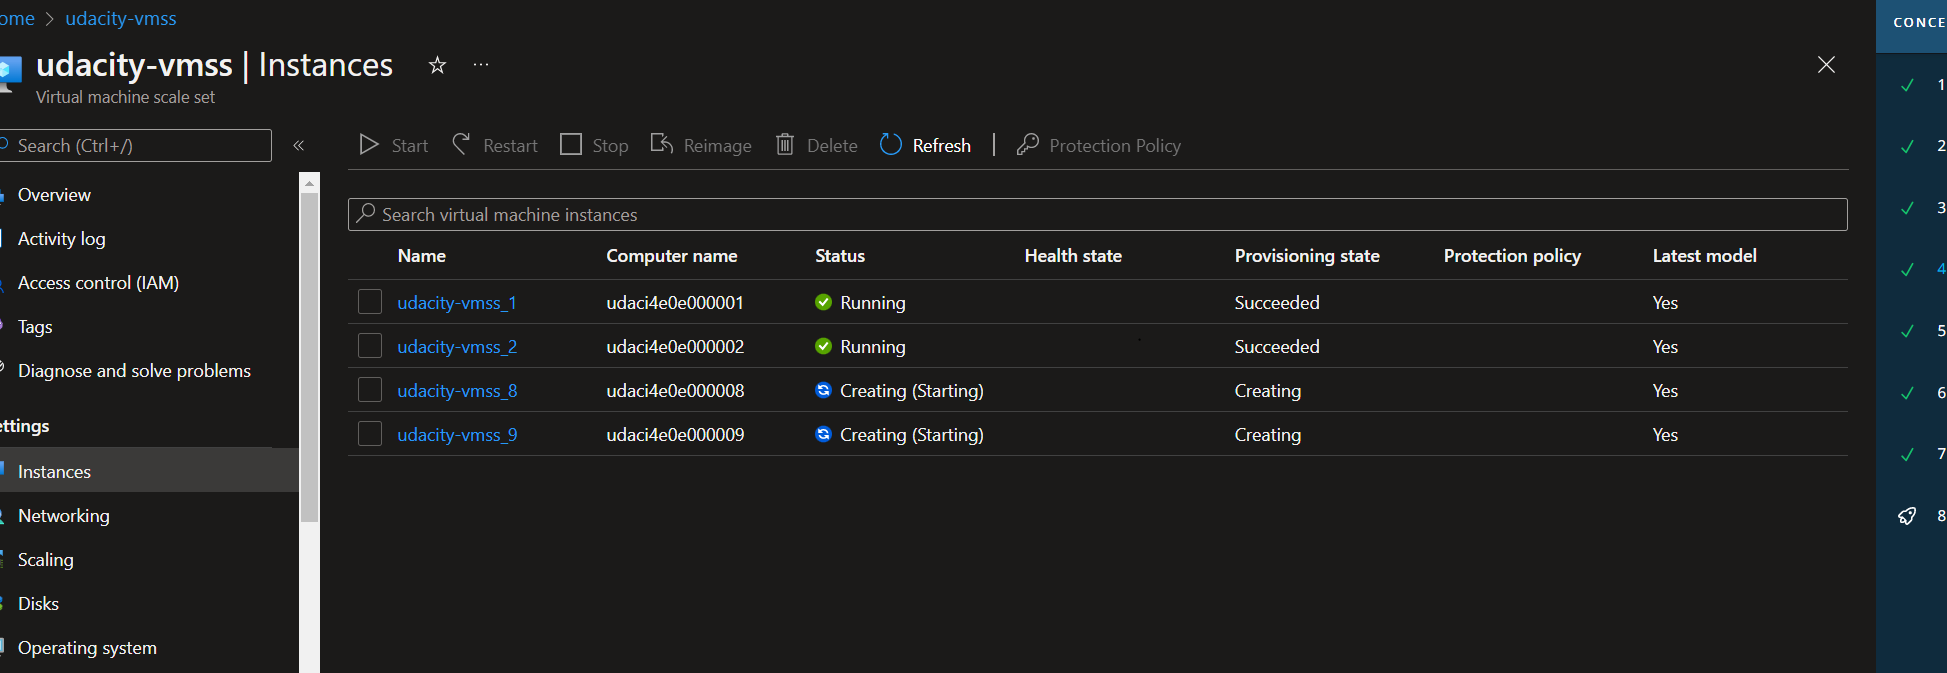 ome > udacity-vmss
udacity-vmss | Instances ☆ ...
Virtual machine scale set
CONCE
Search (Ctrl+/) «
Start Restart Stop Reimage Delete Refresh | Protection Policy
Overview
Activity log
Access control (IAM)
Tags
Diagnose and solve problems
ettings
Instances
Networking
Scaling
Disks
Operating system
Search virtual machine instances
Name Computer name Status Health state Provisioning state Protection policy Latest model
udacity-vmss_1 udaci4e0e000001 Running Succeeded Yes
udacity-vmss_2 udaci4e0e000002 Running Succeeded Yes
udacity-vmss_8 udaci4e0e000008 Creating (Starting) Creating Yes
udacity-vmss_9 udaci4e0e000009 Creating (Starting) Creating Yes
1
2
3
4
5
6
7
8